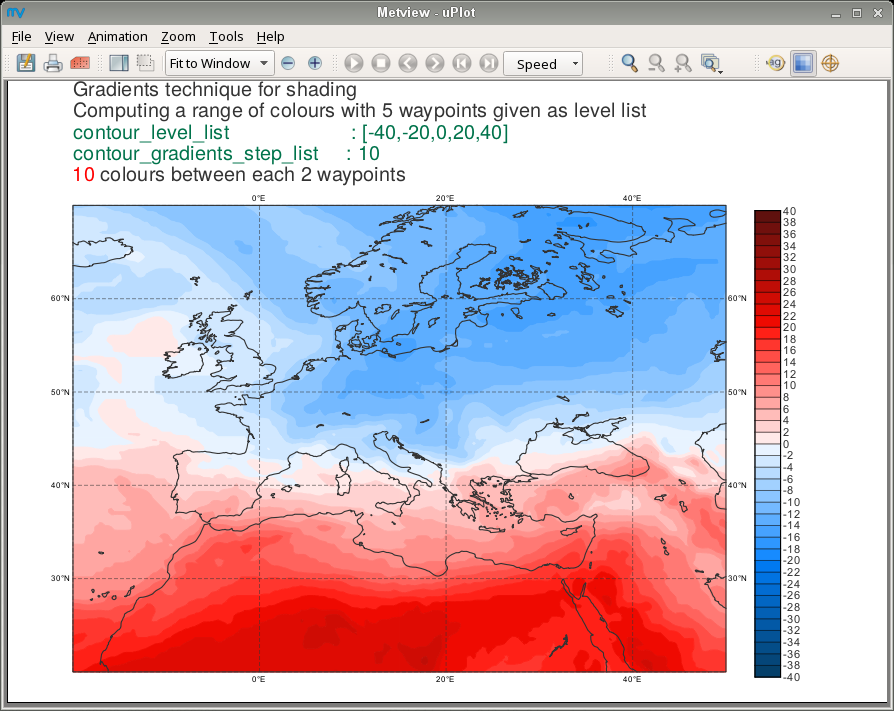 Metview - uPlot
File View Animation Zoom Tools Help
Fit to Window Speed ag
Gradients technique for shading
Computing a range of colours with 5 waypoints given as level list
contour_level_list : [-40,-20,0,20,40]
contour_gradients_step_list : 10
10 colours between each 2 waypoints
0°E 20°E 40°E
60°N 60°N
50°N 50°N
40°N 40°N
30°N 30°N
0°E 20°E 40°E
40
38
36
34
32
30
28
26
24
22
20
18
16
14
12
10
8
6
4
2
0
-2
-4
-6
-8
-10
-12
-14
-16
-18
-20
-22
-24
-26
-28
-30
-32
-34
-36
-38
-40